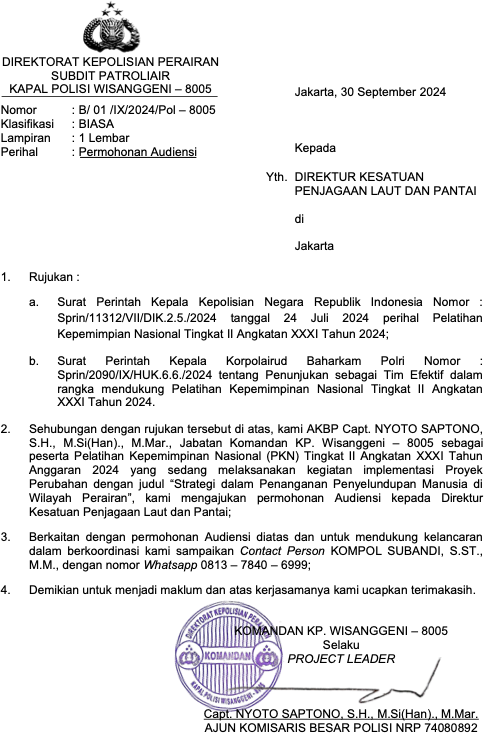 DIREKTORAT KEPOLISIAN PERAIRAN
SUBDIT PATROLIAIR
KAPAL POLISI WISANGGENI – 8005
Jakarta, 30 September 2024
Nomor : B/ 01 /IX/2024/Pol – 8005
Klasifikasi : BIASA
Lampiran : 1 Lembar
Perihal : Permohonan Audiensi
Kepada
Yth. DIREKTUR KESATUAN
PENJAGAAN LAUT DAN PANTAI
di
Jakarta
1. Rujukan :
a. Surat Perintah Kepala Kepolisian Negara Republik Indonesia Nomor :
Sprin/11312/VII/DIK.2.5./2024 tanggal 24 Juli 2024 perihal Pelatihan
Kepemimpian Nasional Tingkat II Angkatan XXXI Tahun 2024;
b. Surat Perintah Kepala Korpolairud Baharkam Polri Nomor :
Sprin/2090/IX/HUK.6.6./2024 tentang Penunjukan sebagai Tim Efektif dalam
rangka mendukung Pelatihan Kepemimpinan Nasional Tingkat II Angkatan
XXXI Tahun 2024.
2. Sehubungan dengan rujukan tersebut di atas, kami AKBP Capt. NYOTO SAPTONO,
S.H., M.Si(Han)., M.Mar., Jabatan Komandan KP. Wisanggeni – 8005 sebagai
peserta Pelatihan Kepemimpinan Nasional (PKN) Tingkat II Angkatan XXXI Tahun
Anggaran 2024 yang sedang melaksanakan kegiatan implementasi Proyek
Perubahan dengan judul “Strategi dalam Penanganan Penyelundupan Manusia di
Wilayah Perairan”, kami mengajukan permohonan Audiensi kepada Direktur
Kesatuan Penjagaan Laut dan Pantai;
3. Berkaitan dengan permohonan Audiensi diatas dan untuk mendukung kelancaran
dalam berkoordinasi kami sampaikan Contact Person KOMPOL SUBANDI, S.ST.,
M.M., dengan nomor Whatsapp 0813 – 7840 – 6999;
4. Demikian untuk menjadi maklum dan atas kerjasamanya kami ucapkan terimakasih.
KOMANDAN KP. WISANGGENI – 8005
Selaku
PROJECT LEADER
DIREKTORAT KEPOLISIAN PERAIRAN
KOMANDAN
KAPAL POLISI WISANGGENI - 8005
Capt. NYOTO SAPTONO, S.H., M.Si(Han)., M.Mar.
AJUN KOMISARIS BESAR POLISI NRP 74080892